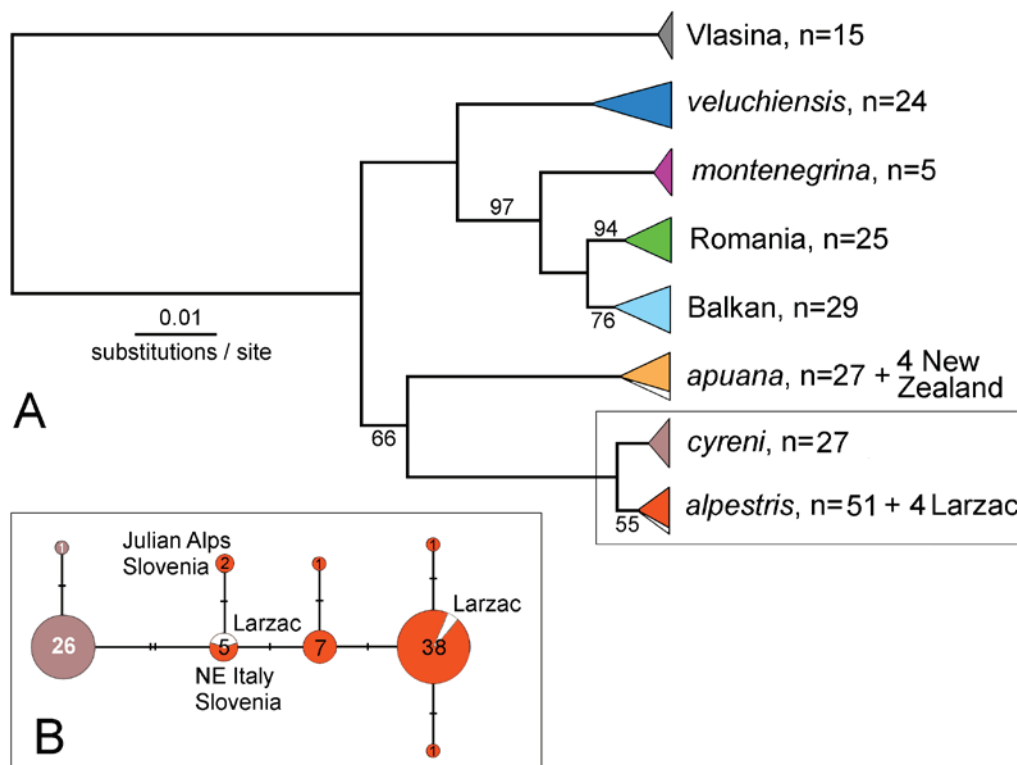 Vlasina, n=15
veluchiensis, n=24
montenegrina, n=5
97
94
Romania, n=25
Balkan, n=29
76
0.01
substitutions / site
apuana, n=27 + 4 New
Zealand
A
66
cyreni, n=27
alpestris, n=51 + 4 Larzac
55
1
Julian Alps
Slovenia
2
1
1
Larzac
Larzac
26
5
7
38
NE Italy
Slovenia
1
B